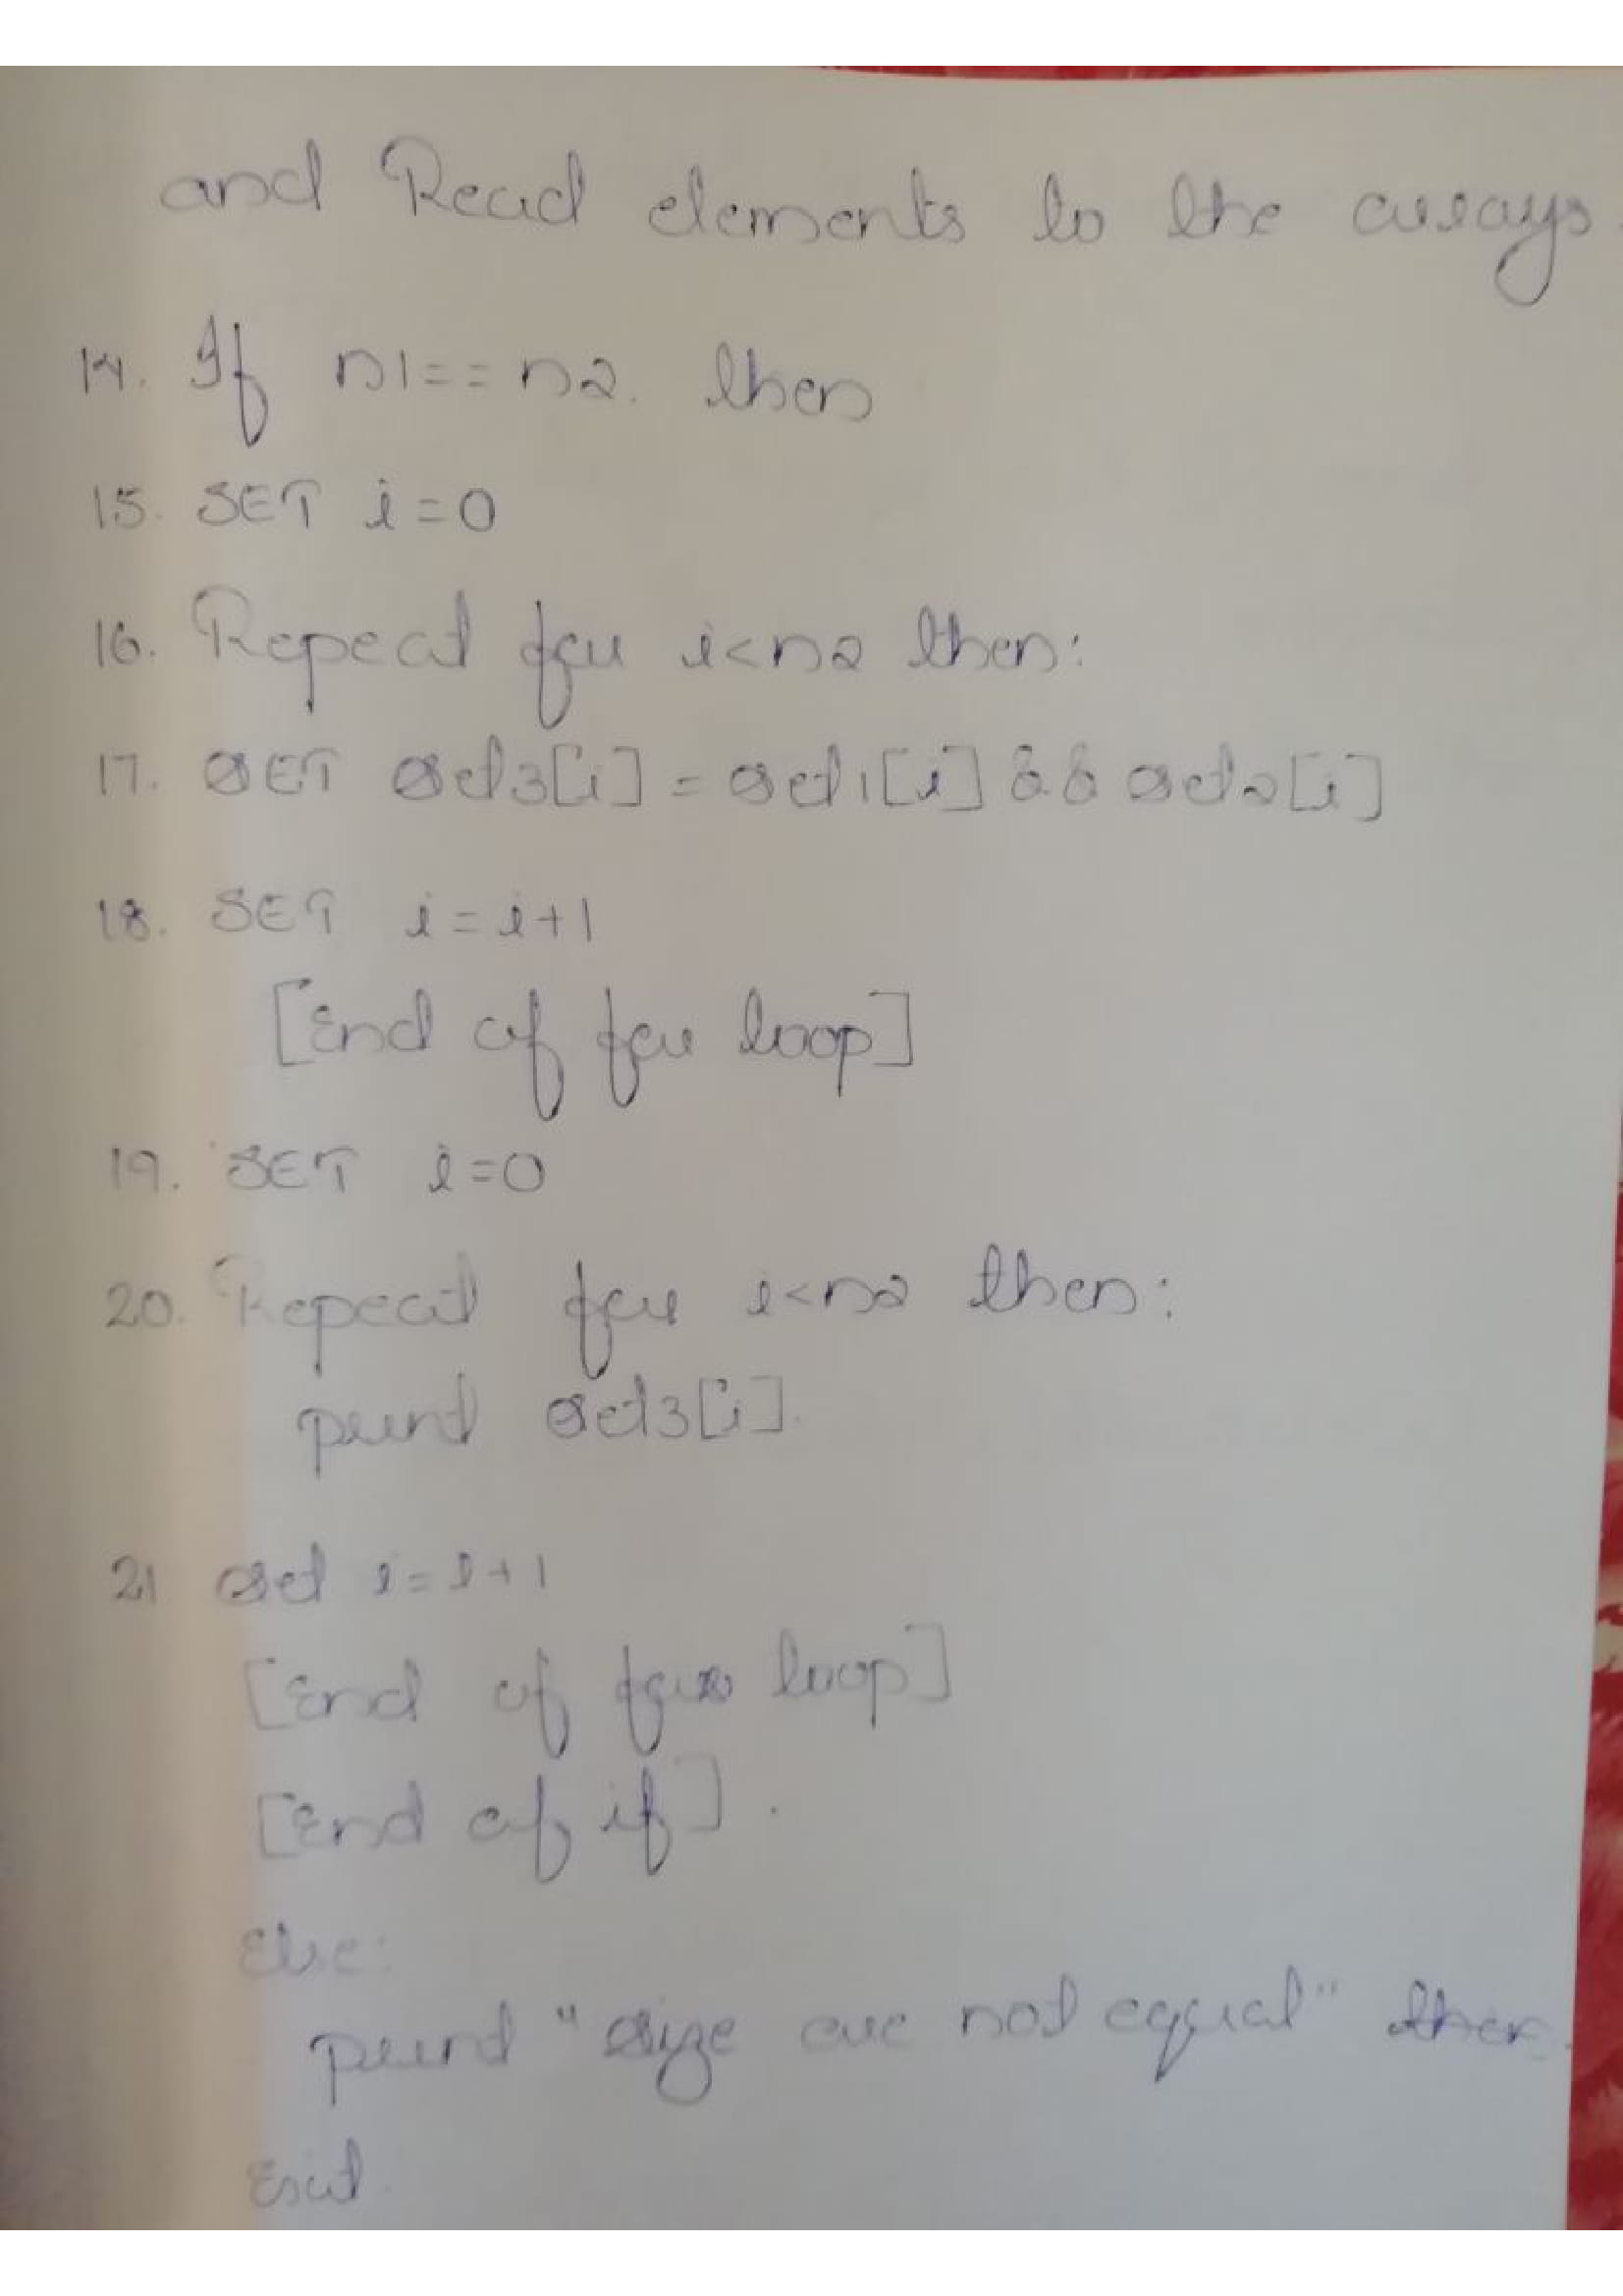 and Read elements to the arrays.
14. If n1==n2. then
15. SET i=0
16. Repeat for i<n2 then:
17. SET set3[i]=set1[i] && set2[i]
18. SET i=i+1
[End of for loop]
19. SET i=0
20. Repeat for i<n2 then:
print set3[i].
21 set i=i+1
[End of for loop]
[End of if].
Else:
print "size are not equal" then.
Exit